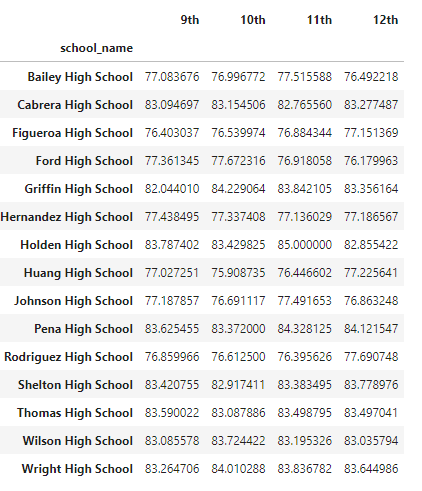 9th 10th 11th 12th
school_name
Bailey High School 77.083676 76.996772 77.515588 76.492218
Cabrera High School 83.094697 83.154506 82.765560 83.277487
Figueroa High School 76.403037 76.539974 76.884344 77.151369
Ford High School 77.361345 77.672316 76.918058 76.179963
Griffin High School 82.044010 84.229064 83.842105 83.356164
Hernandez High School 77.438495 77.337408 77.136029 77.186567
Holden High School 83.787402 83.429825 85.000000 82.855422
Huang High School 77.027251 75.908735 76.446602 77.225641
Johnson High School 77.187857 76.691117 77.491653 76.863248
Pena High School 83.625455 83.372000 84.328125 84.121547
Rodriguez High School 76.859966 76.612500 76.395626 77.690748
Shelton High School 83.420755 82.917411 83.383495 83.778976
Thomas High School 83.590022 83.087886 83.498795 83.497041
Wilson High School 83.085578 83.724422 83.195326 83.035794
Wright High School 83.264706 84.010288 83.836782 83.644986